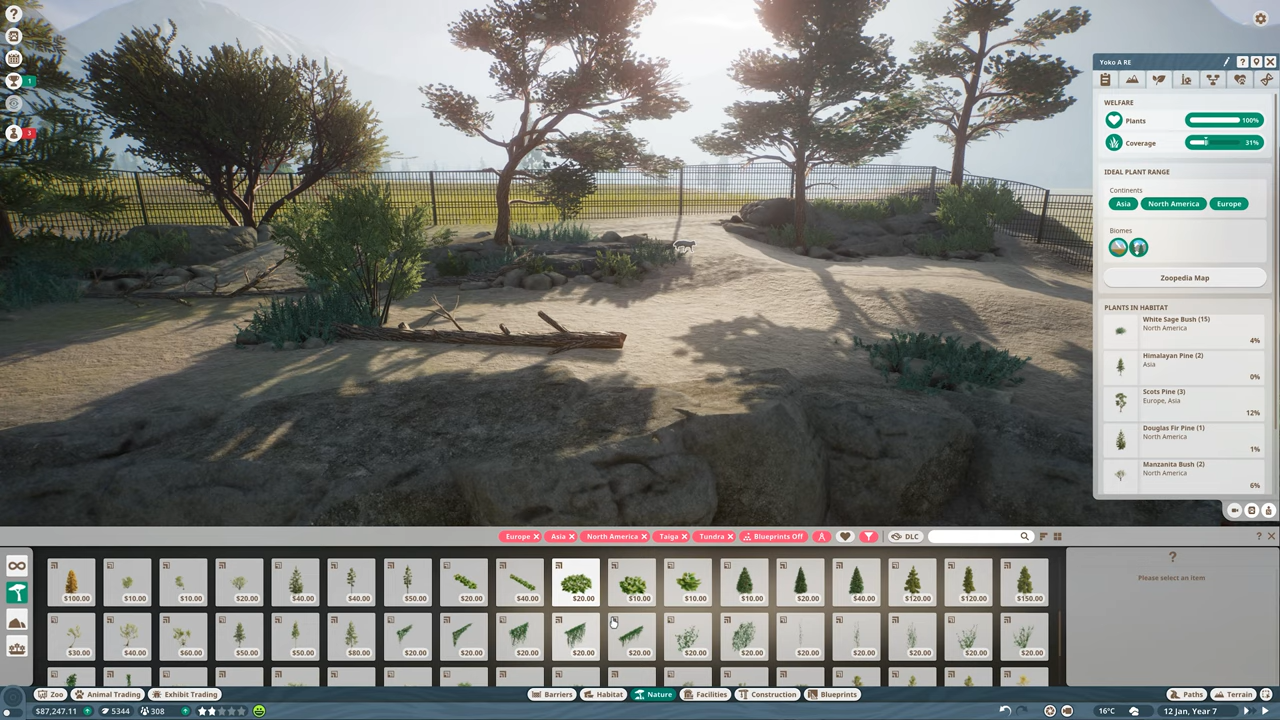 ?
1
3
Yoko A RE
?
WELFARE
Plants
100%
Coverage
31%
IDEAL PLANT RANGE
Continents
Asia
North America
Europe
Biomes
Zoopedia Map
PLANTS IN HABITAT
White Sage Bush (15)
North America
4%
Himalayan Pine (2)
Asia
0%
Scots Pine (3)
Europe, Asia
12%
Douglas Fir Pine (1)
North America
1%
Manzanita Bush (2)
North America
6%
Europe
Asia
North America
Taiga
Tundra
Blueprints Off
DLC
?
$100.00 $10.00 $10.00 $20.00 $40.00 $40.00 $50.00 $20.00 $40.00 $20.00 $10.00 $10.00 $10.00 $20.00 $40.00 $120.00 $120.00 $150.00
$30.00 $40.00 $60.00 $50.00 $50.00 $80.00 $20.00 $20.00 $20.00 $20.00 $20.00 $20.00 $20.00 $20.00 $20.00 $20.00 $20.00 $20.00
?
Please select an item
Zoo
Animal Trading
Exhibit Trading
Barriers
Habitat
Nature
Facilities
Construction
Blueprints
Paths
Terrain
$87,247.11
5344
308
16°C
12 Jan, Year 7